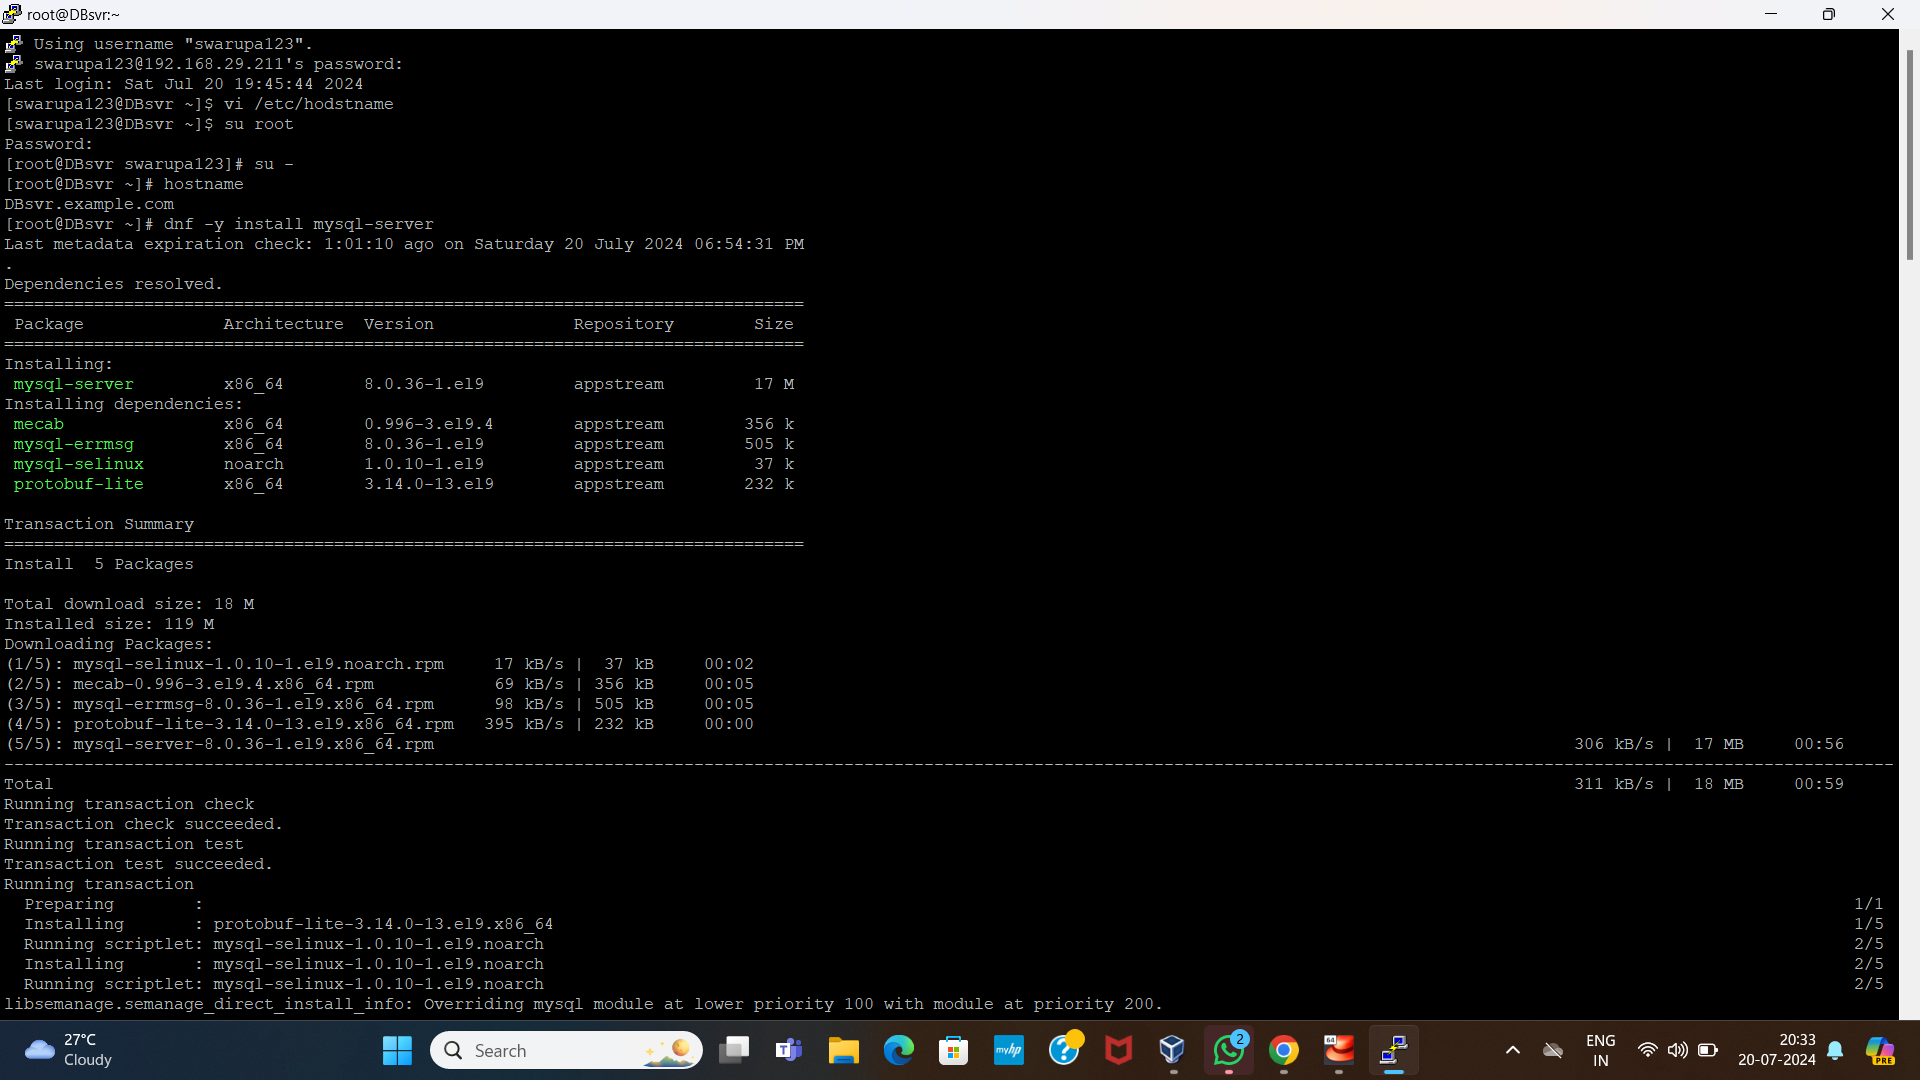 root@DBsvr:~
Using username "swarupa123".
swarupa123@192.168.29.211's password:
Last login: Sat Jul 20 19:45:44 2024
[swarupa123@DBsvr ~]$ vi /etc/hodstname
[swarupa123@DBsvr ~]$ su root
Password:
[root@DBsvr swarupa123]# su -
[root@DBsvr ~]# hostname
DBsvr.example.com
[root@DBsvr ~]# dnf -y install mysql-server
Last metadata expiration check: 1:01:10 ago on Saturday 20 July 2024 06:54:31 PM
.
Dependencies resolved.
================================================================================
Package Architecture Version Repository Size
================================================================================
Installing:
mysql-server x86_64 8.0.36-1.el9 appstream 17 M
Installing dependencies:
mecab x86_64 0.996-3.el9.4 appstream 356 k
mysql-errmsg x86_64 8.0.36-1.el9 appstream 505 k
mysql-selinux noarch 1.0.10-1.el9 appstream 37 k
protobuf-lite x86_64 3.14.0-13.el9 appstream 232 k
Transaction Summary
================================================================================
Install 5 Packages
Total download size: 18 M
Installed size: 119 M
Downloading Packages:
(1/5): mysql-selinux-1.0.10-1.el9.noarch.rpm 17 kB/s | 37 kB 00:02
(2/5): mecab-0.996-3.el9.4.x86_64.rpm 69 kB/s | 356 kB 00:05
(3/5): mysql-errmsg-8.0.36-1.el9.x86_64.rpm 98 kB/s | 505 kB 00:05
(4/5): protobuf-lite-3.14.0-13.el9.x86_64.rpm 395 kB/s | 232 kB 00:00
(5/5): mysql-server-8.0.36-1.el9.x86_64.rpm 306 kB/s | 17 MB 00:56
--------------------------------------------------------------------------------
Total 311 kB/s | 18 MB 00:59
Running transaction check
Transaction check succeeded.
Running transaction test
Transaction test succeeded.
Running transaction
Preparing : 1/1
Installing : protobuf-lite-3.14.0-13.el9.x86_64 1/5
Running scriptlet: mysql-selinux-1.0.10-1.el9.noarch 2/5
Installing : mysql-selinux-1.0.10-1.el9.noarch 2/5
Running scriptlet: mysql-selinux-1.0.10-1.el9.noarch 2/5
libsemanage.semanage_direct_install_info: Overriding mysql module at lower priority 100 with module at priority 200.
27°C
Cloudy
Search
myhp
2
64
ENG
IN
20:33
20-07-2024
PRE